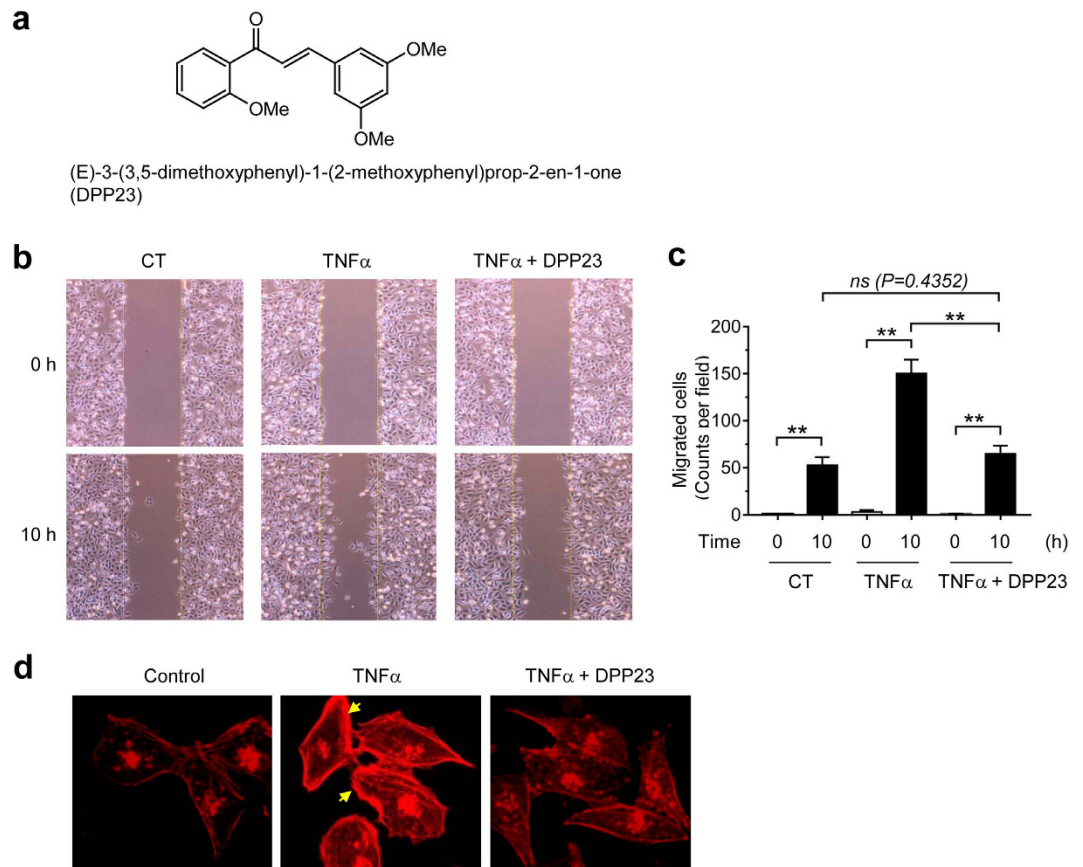 a
O
OMe
OMe
OMe
(E)-3-(3,5-dimethoxyphenyl)-1-(2-methoxyphenyl)prop-2-en-1-one
(DPP23)
b
CT TNFα TNFα + DPP23
0 h
10 h
c
ns (P=0.4352)
** **
** **
200
150
100
50
0
Migrated cells
(Counts per field)
Time 0 10 0 10 0 10 (h)
CT TNFα TNFα + DPP23
d
Control TNFα TNFα + DPP23